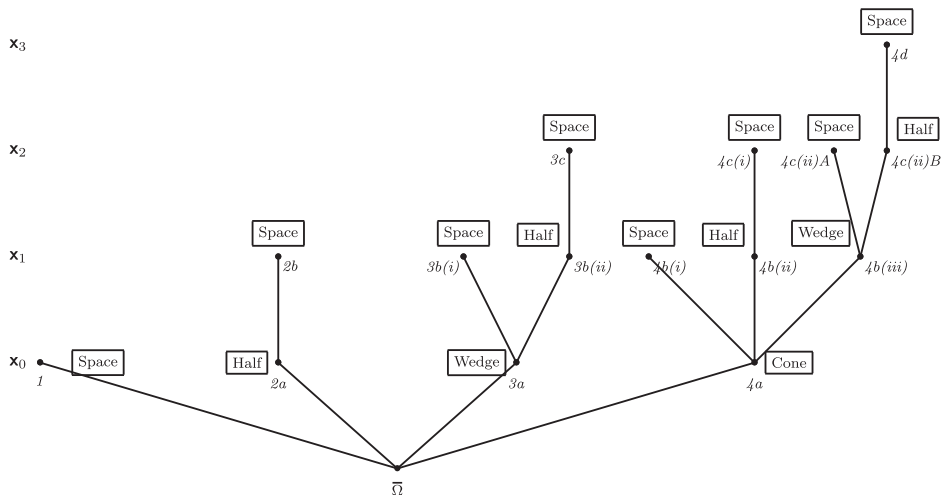 Space
x₃
4d
Space
Space
Space
Half
x₂
3c
4c(i)
4c(ii)A
4c(ii)B
Space
Space
Half
Space
Half
Wedge
x₁
2b
3b(i)
3b(ii)
4b(i)
4b(ii)
4b(iii)
x₀
Space
Half
Wedge
Cone
1
2a
3a
4a
Ω̅